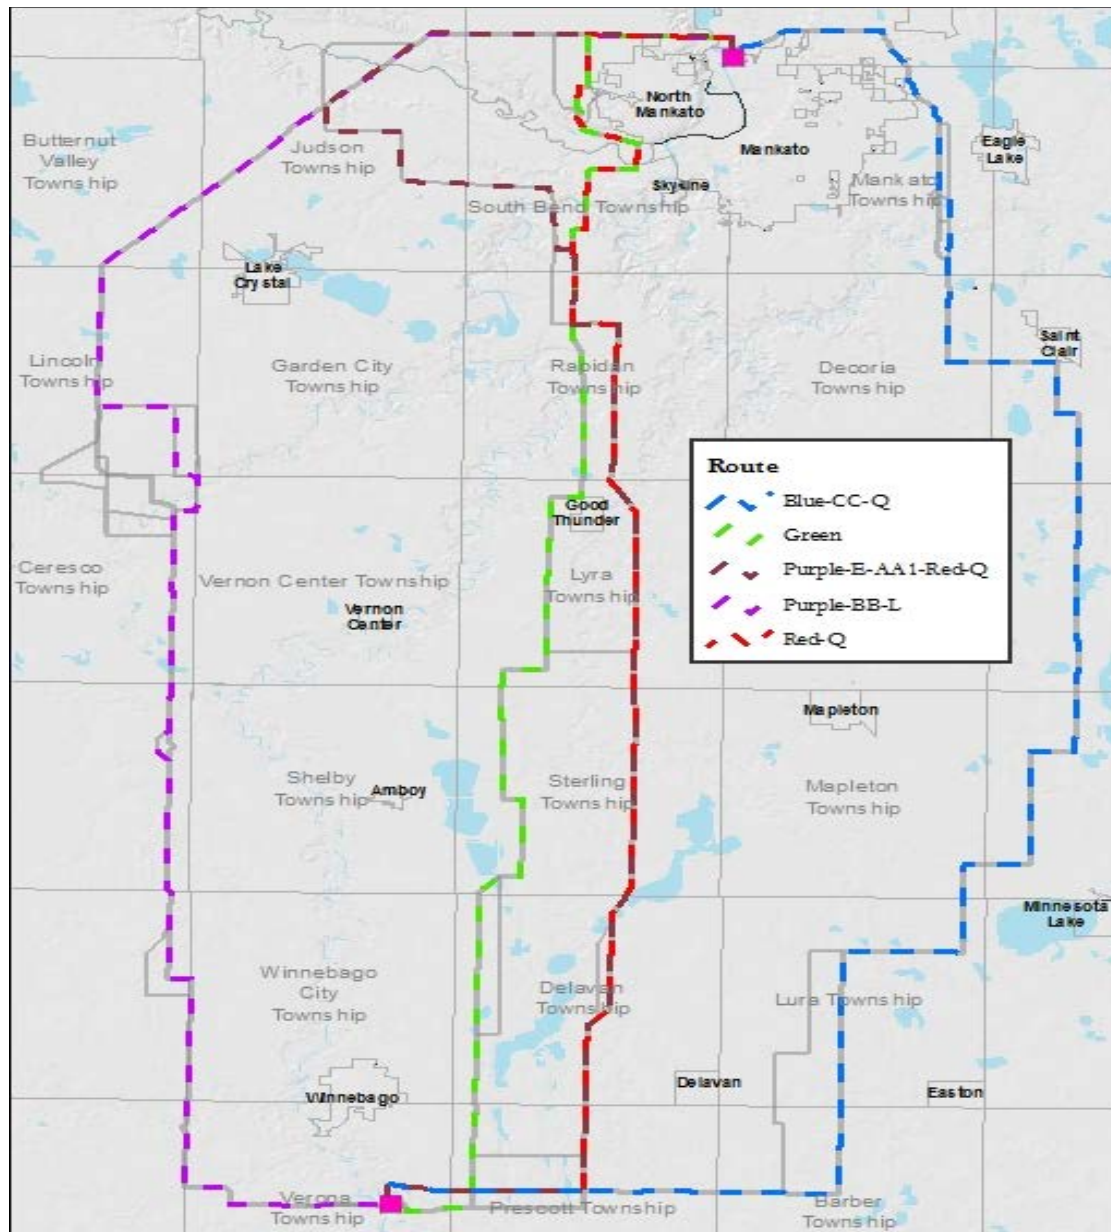 North
Mankato
Mankato
Eagle
Lake
Butternut
Valley
Township
Judson
Township
Skyline
Mankato
Township
South Bend Township
Lake
Crystal
Saint
Clair
Lincoln
Township
Garden City
Township
Rapidan
Township
Decoria
Township
Route
Blue-CC-Q
Green
Purple-E-AA1-Red-Q
Purple-BB-L
Red-Q
Good
Thunder
Ceresco
Township
Vernon Center Township
Lyra
Township
Vernon
Center
Mapleton
Shelby
Township
Amboy
Sterling
Township
Mapleton
Township
Minnesota
Lake
Winnebago
City
Township
Delavan
Township
Lura Township
Winnebago
Delavan
Easton
Verona
Township
Prescott Township
Barber
Township